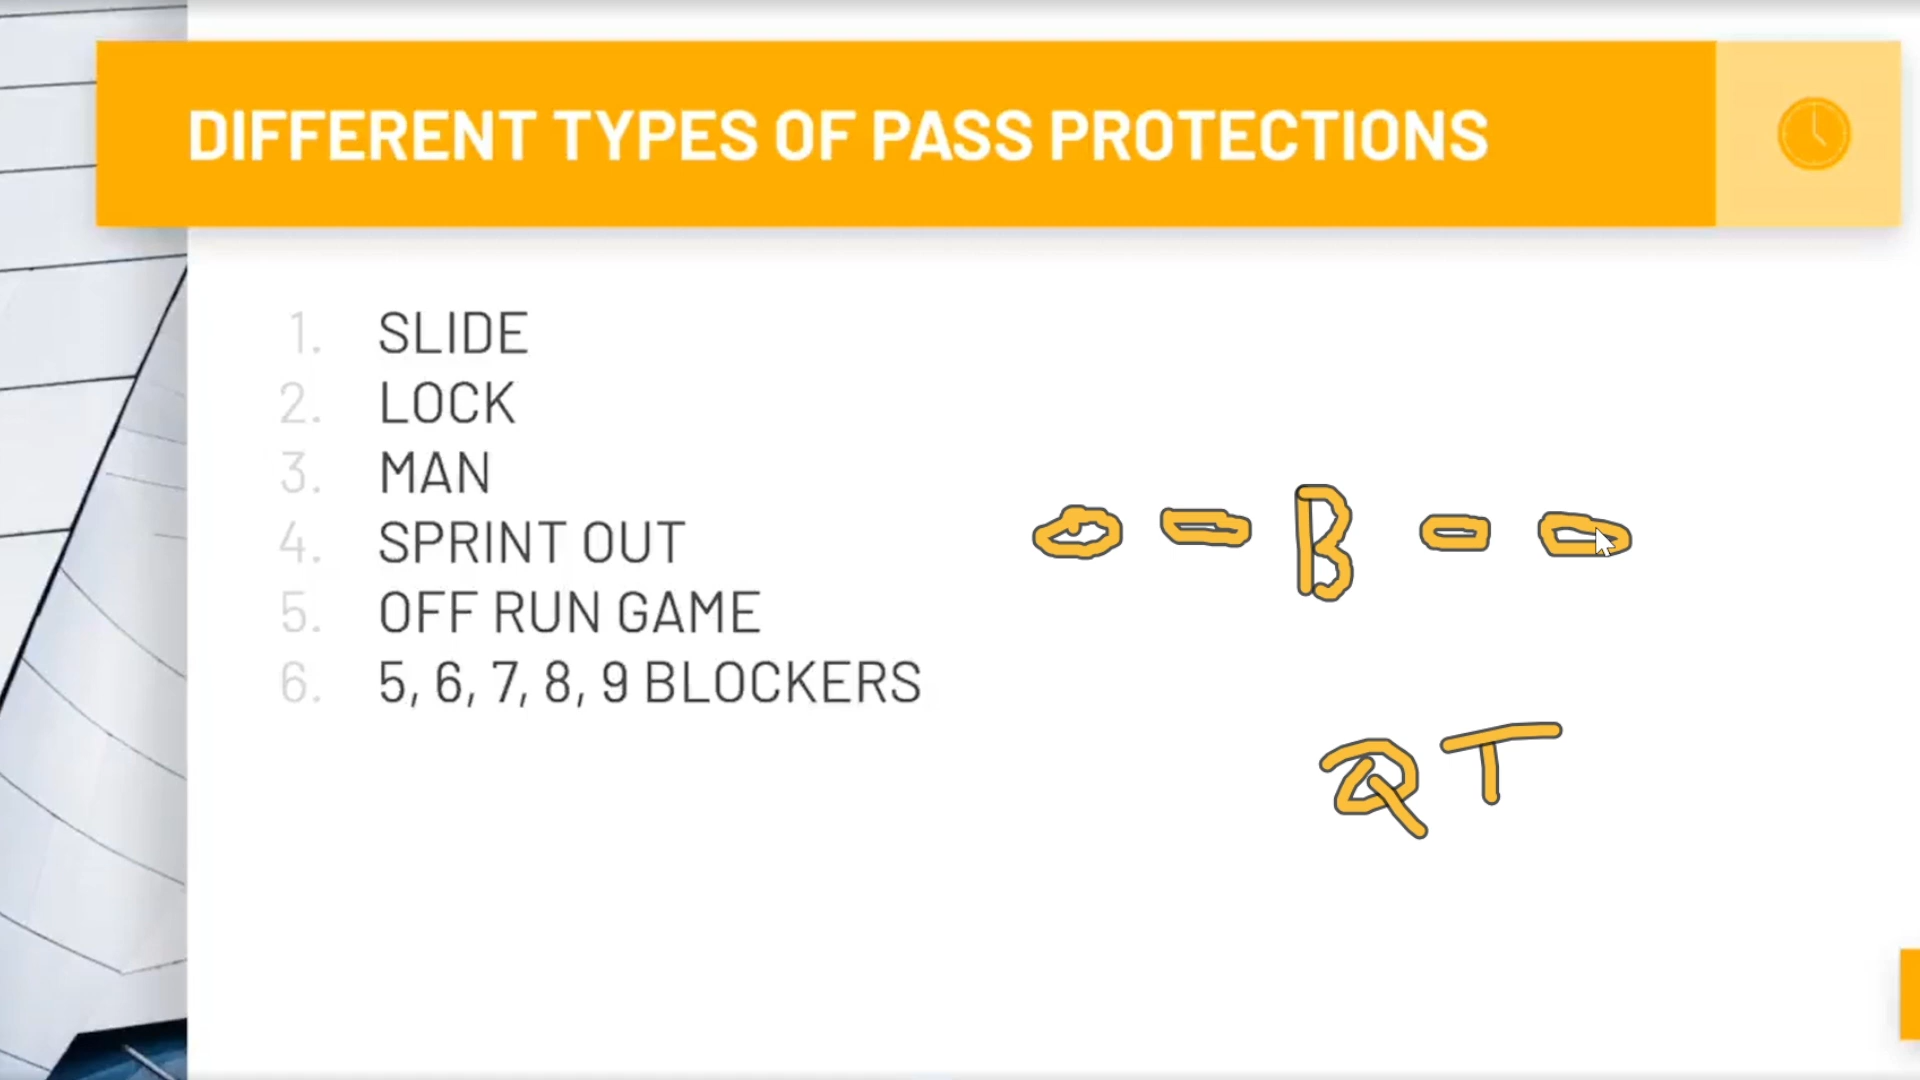 DIFFERENT TYPES OF PASS PROTECTIONS
1. SLIDE
2. LOCK
3. MAN
4. SPRINT OUT
5. OFF RUN GAME
6. 5, 6, 7, 8, 9 BLOCKERS
B
Q T